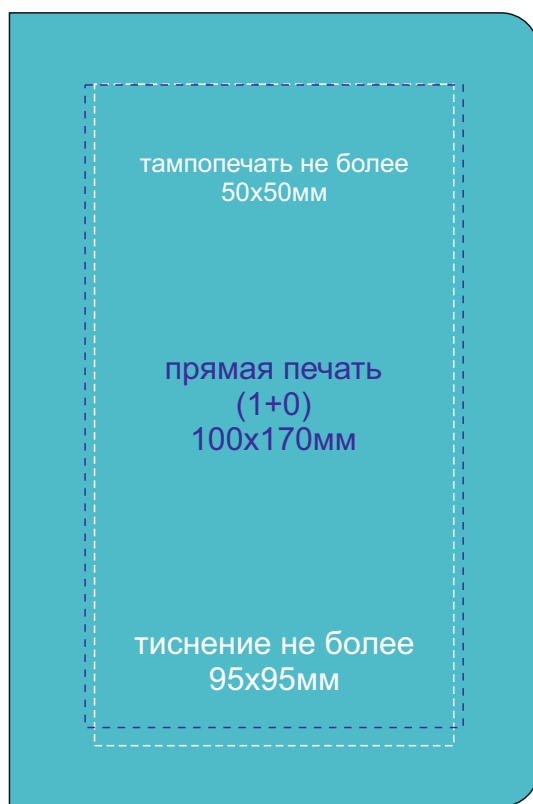 тампопечать не более
50х50мм
прямая печать
(1+0)
100х170мм
тиснение не более
95х95мм